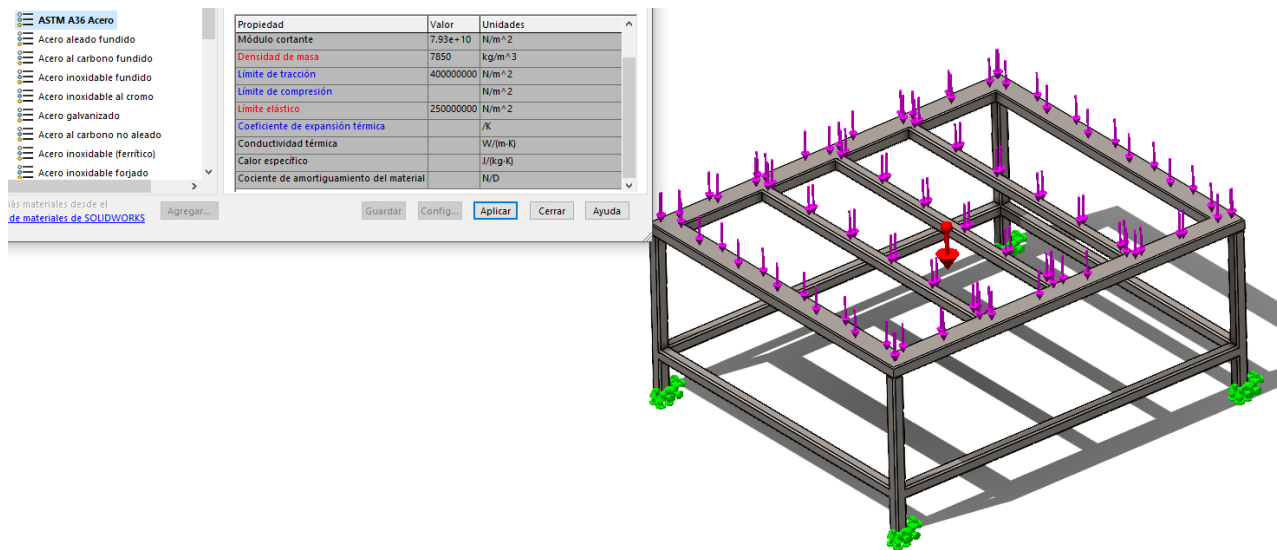 ASTM A36 Acero
Acero aleado fundido
Acero al carbono fundido
Acero inoxidable fundido
Acero inoxidable al cromo
Acero galvanizado
Acero al carbono no aleado
Acero inoxidable (ferrítico)
Acero inoxidable forjado
más materiales desde el
de materiales de SOLIDWORKS
Agregar...
Propiedad Valor Unidades
Módulo cortante 7.93e+10 N/m^2
Densidad de masa 7850 kg/m^3
Límite de tracción 400000000 N/m^2
Límite de compresión N/m^2
Límite elástico 250000000 N/m^2
Coeficiente de expansión térmica /K
Conductividad térmica W/(m·K)
Calor específico J/(kg·K)
Cociente de amortiguamiento del material N/D
Guardar Config... Aplicar Cerrar Ayuda